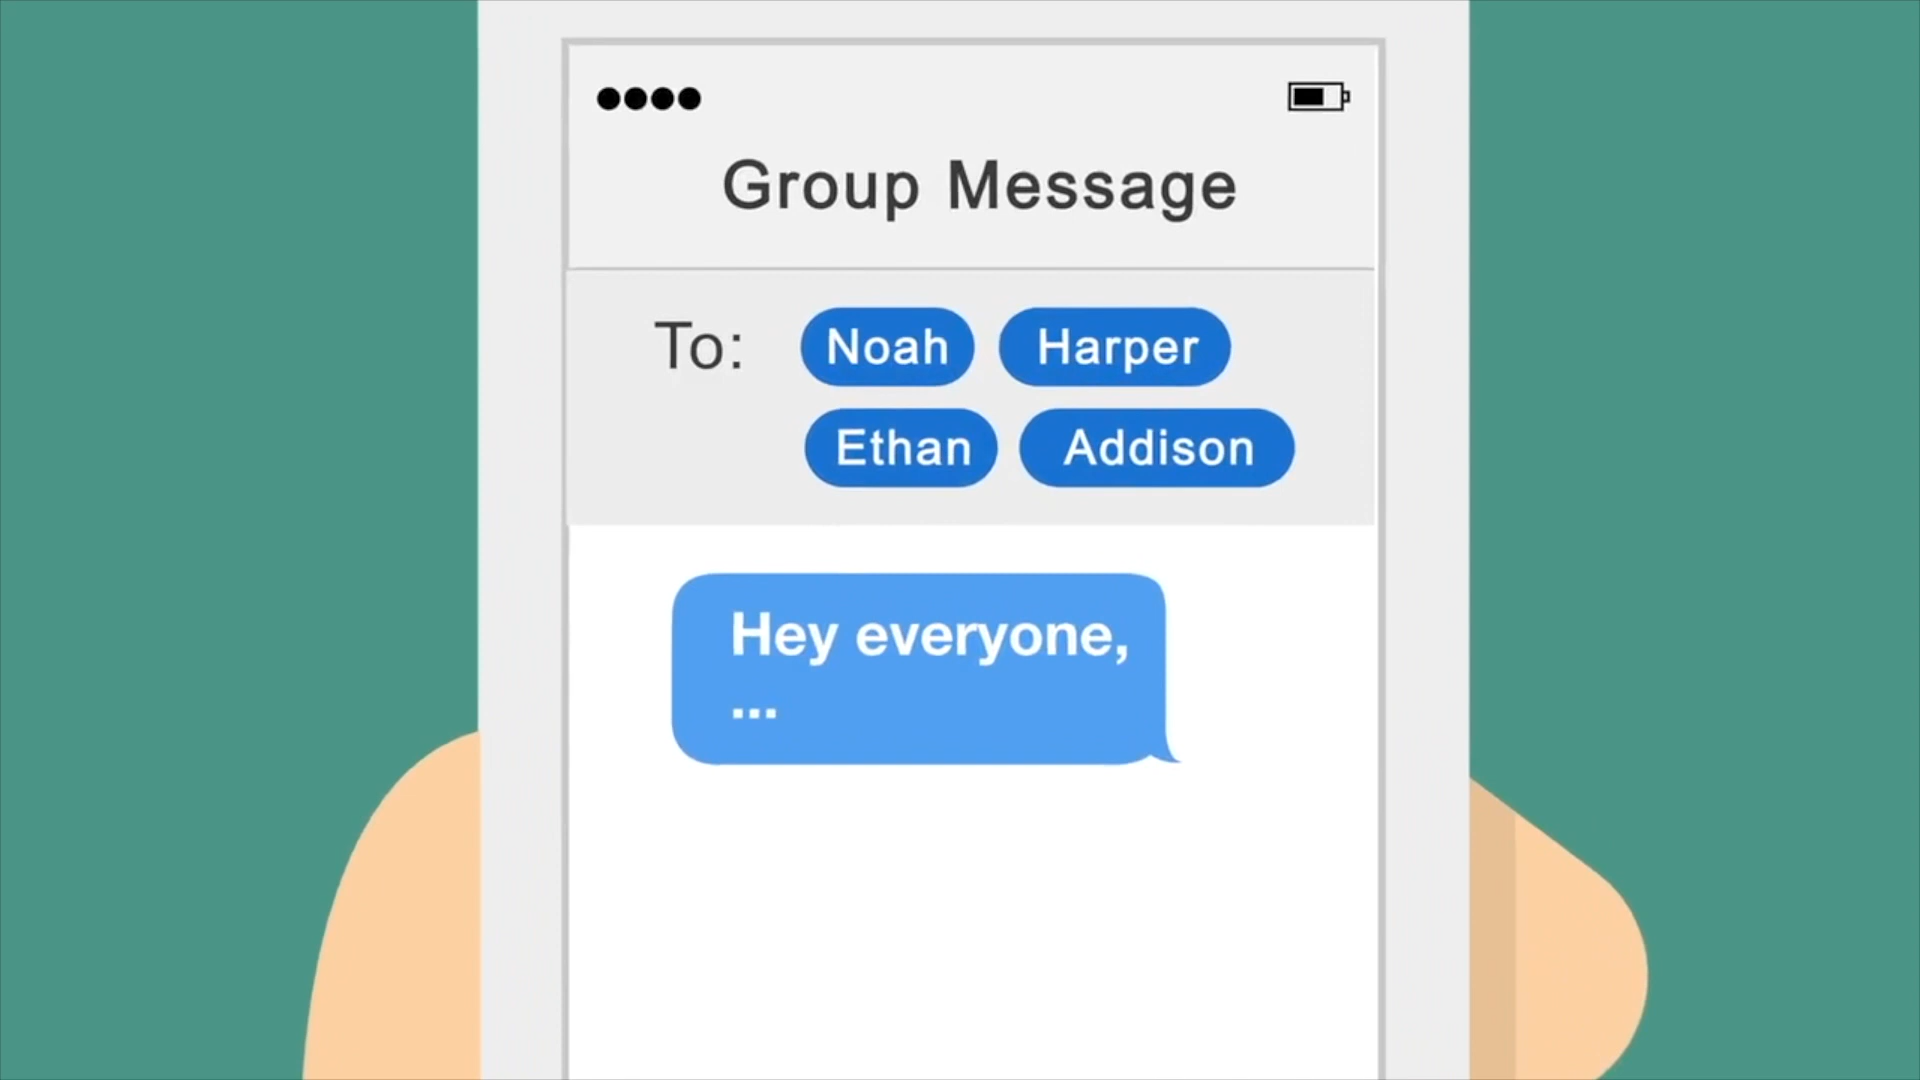 Group Message
To: Noah Harper
Ethan Addison
Hey everyone,
...